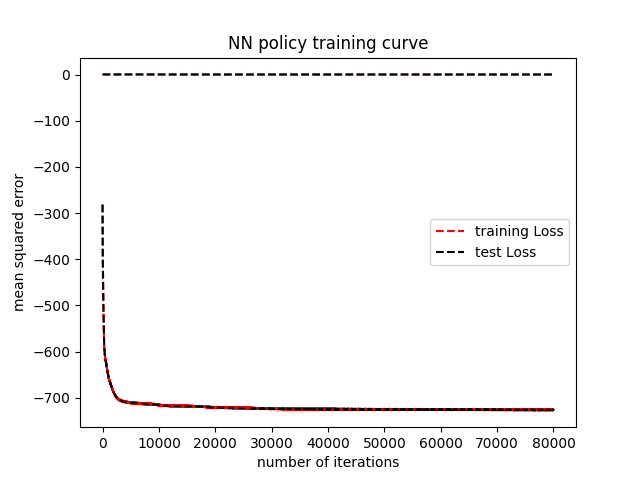 NN policy training curve
mean squared error
0
−100
−200
−300
−400
−500
−600
−700
training Loss
test Loss
0 10000 20000 30000 40000 50000 60000 70000 80000
number of iterations